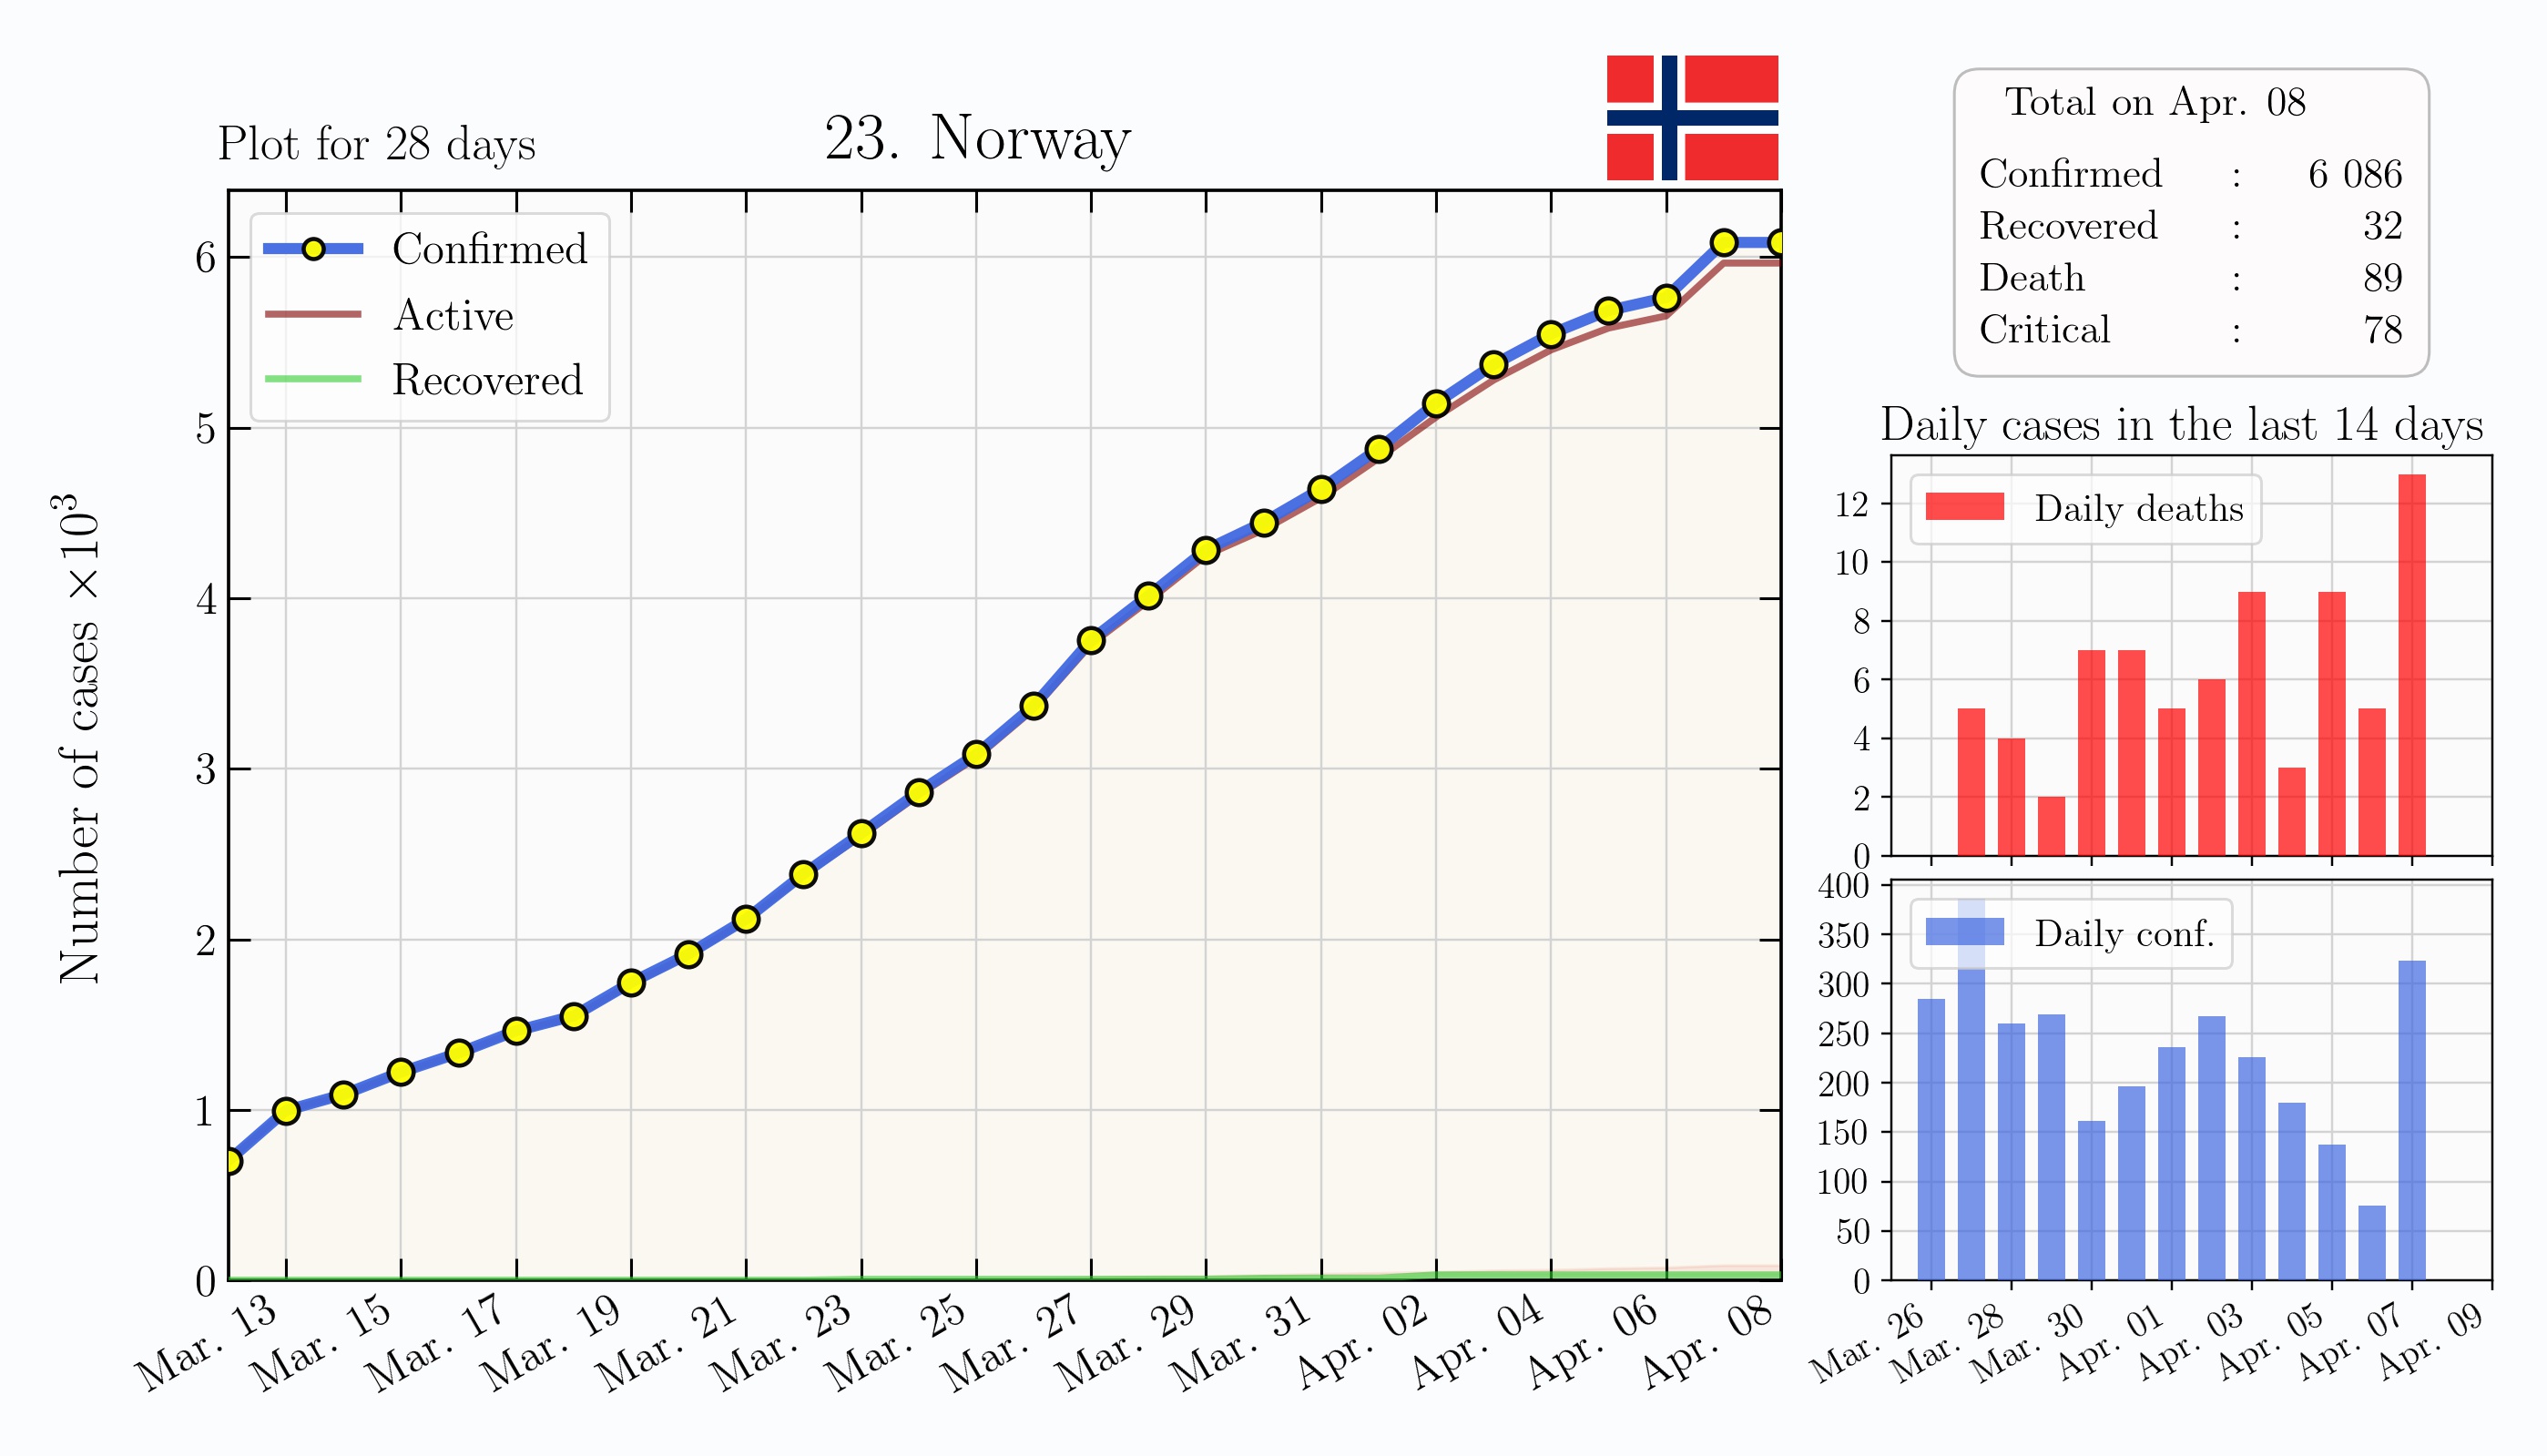 Plot for 28 days
23. Norway
Number of cases ×10³
6
5
4
3
2
1
0
Confirmed
Active
Recovered
Mar. 13
Mar. 15
Mar. 17
Mar. 19
Mar. 21
Mar. 23
Mar. 25
Mar. 27
Mar. 29
Mar. 31
Apr. 02
Apr. 04
Apr. 06
Apr. 08
Total on Apr. 08
Confirmed : 6 086
Recovered : 32
Death : 89
Critical : 78
Daily cases in the last 14 days
12
10
8
6
4
2
0
Daily deaths
400
350
300
250
200
150
100
50
0
Daily conf.
Mar. 26
Mar. 28
Mar. 30
Apr. 01
Apr. 03
Apr. 05
Apr. 07
Apr. 09